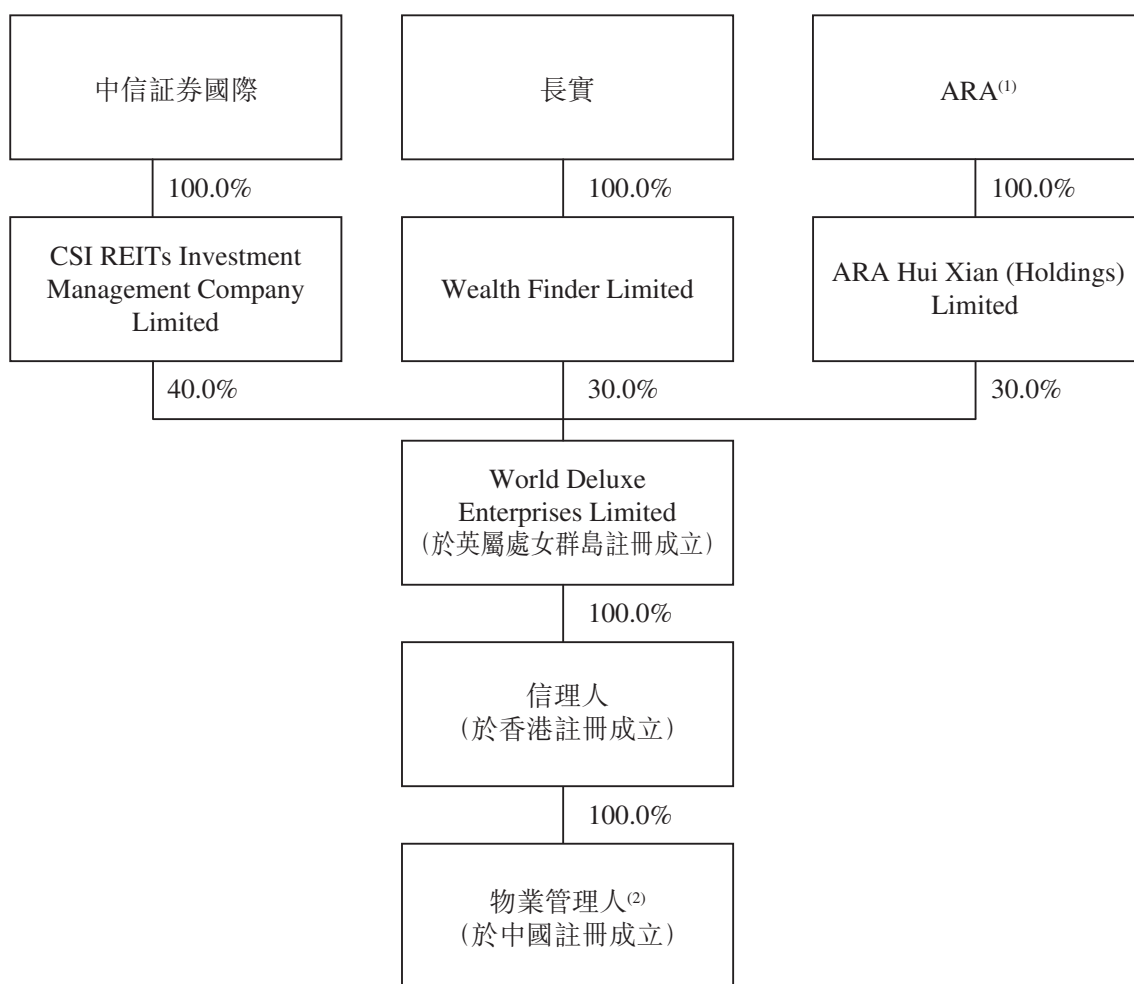 中信証券國際
長實
ARA(1)
100.0%
100.0%
100.0%
CSI REITs Investment
Management Company
Limited
Wealth Finder Limited
ARA Hui Xian (Holdings)
Limited
40.0%
30.0%
30.0%
World Deluxe
Enterprises Limited
(於英屬處女群島註冊成立)
100.0%
信理人
(於香港註冊成立)
100.0%
物業管理人(2)
(於中國註冊成立)